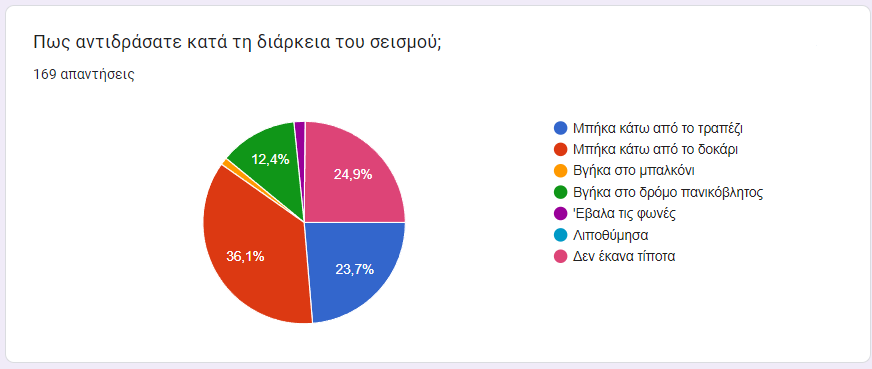 Πως αντιδράσατε κατά τη διάρκεια του σεισμού;
169 απαντήσεις
12,4%
24,9%
36,1%
23,7%
Μπήκα κάτω από το τραπέζι
Μπήκα κάτω από το δοκάρι
Βγήκα στο μπαλκόνι
Βγήκα στο δρόμο πανικόβλητος
'Εβαλα τις φωνές
Λιποθύμησα
Δεν έκανα τίποτα